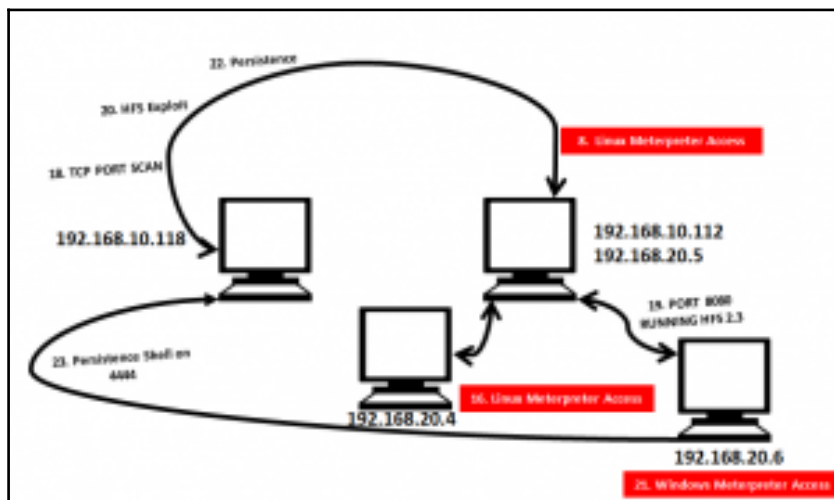 22. Persistence
20. HFS Exploit
18. TCP PORT SCAN
8. Linux Meterpreter Access
192.168.10.118
192.168.10.112
192.168.20.5
19. PORT 8080
RUNNING HFS 2.3
23. Persistence Shell on
4444
16. Linux Meterpreter Access
192.168.20.4
192.168.20.6
21. Windows Meterpreter Access